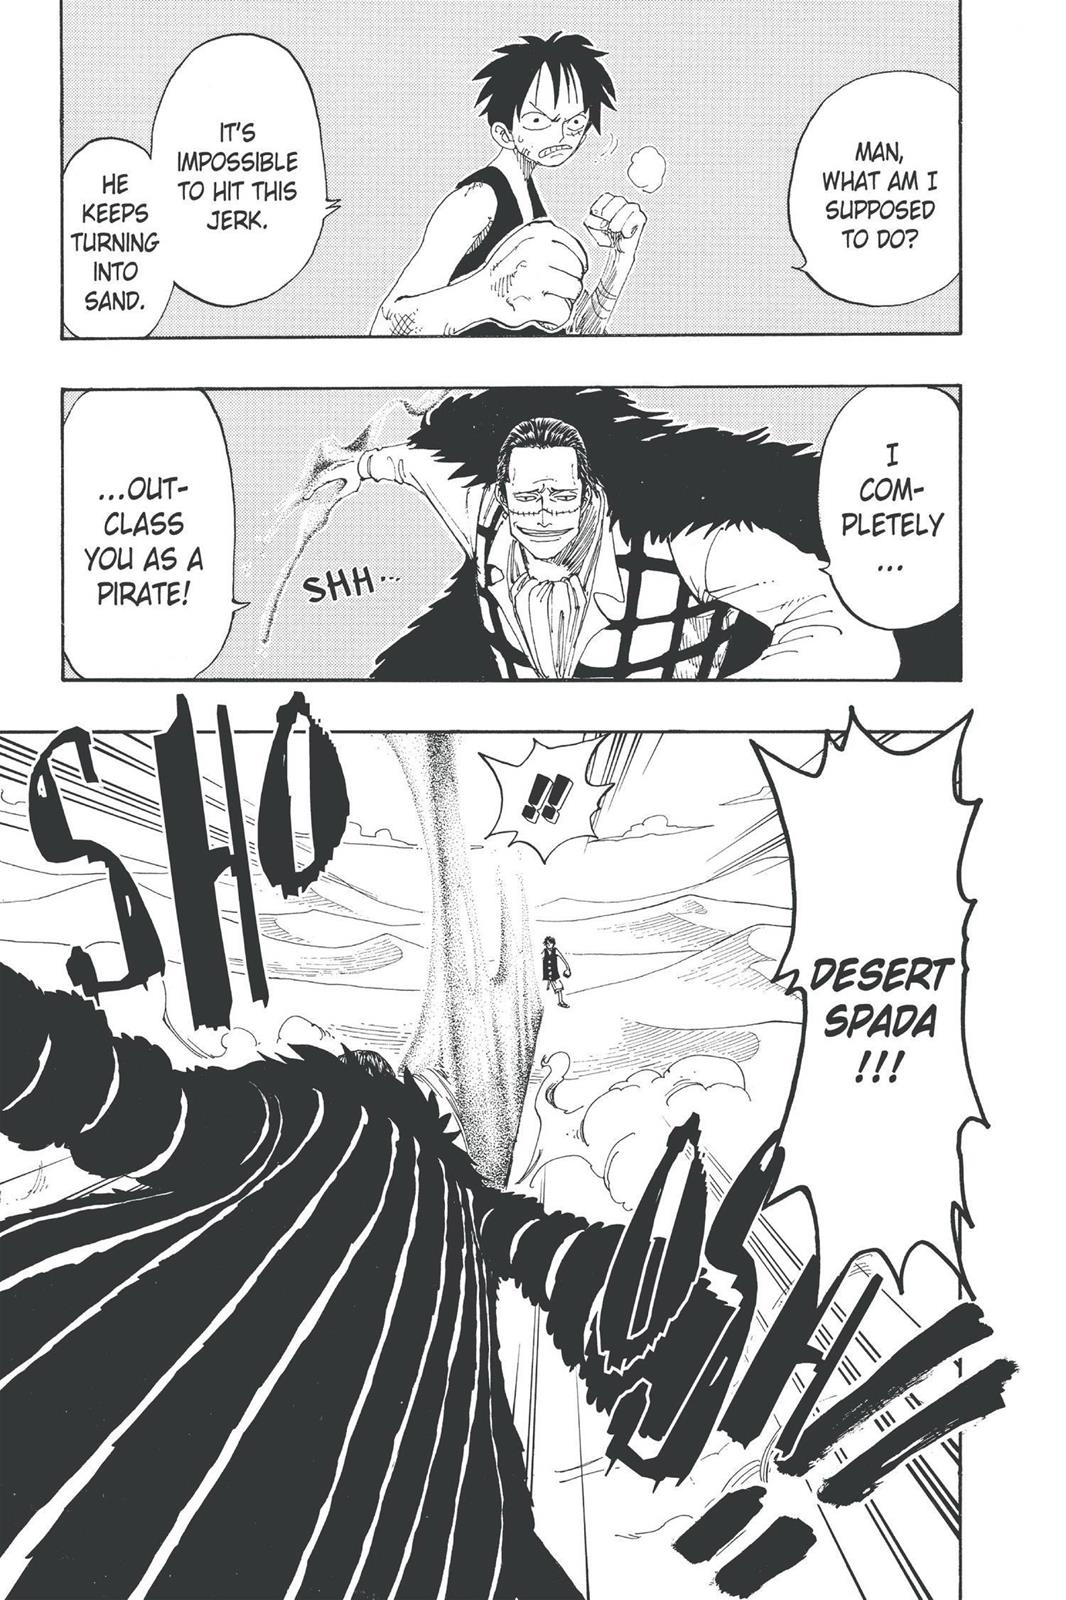 MAN,
WHAT AM I
SUPPOSED
TO DO?
IT'S
IMPOSSIBLE
TO HIT THIS
JERK.
HE
KEEPS
TURNING
INTO
SAND.
I
COM-
PLETELY
...
...OUT-
CLASS
YOU AS A
PIRATE!
SHH...
!!
DESERT
SPADA
!!!
SHOOSH!!